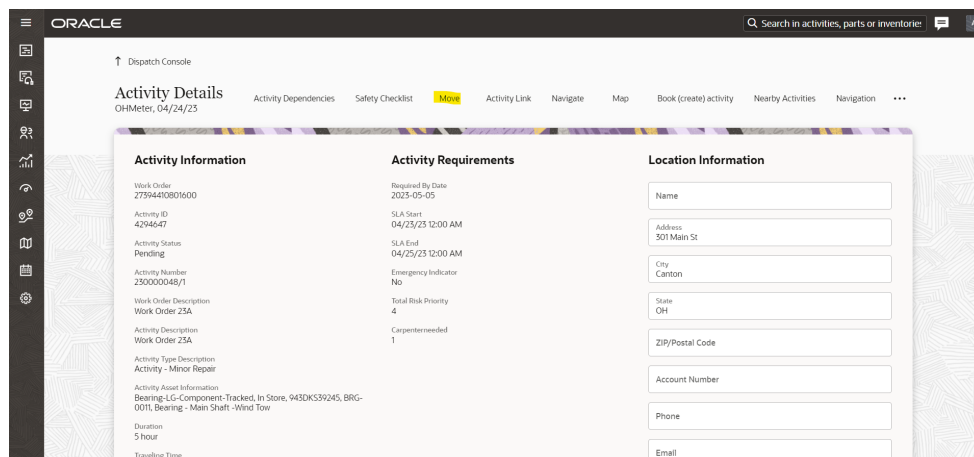 ORACLE
Search in activities, parts or inventories
Dispatch Console
Activity Details
OHMeter, 04/24/23
Activity Dependencies Safety Checklist Move Activity Link Navigate Map Book (create) activity Nearby Activities Navigation
Activity Information
Work Order
27394410801600
Activity ID
4294647
Activity Status
Pending
Activity Number
230000048/1
Work Order Description
Work Order 23A
Activity Description
Work Order 23A
Activity Type Description
Activity - Minor Repair
Activity Asset Information
Bearing-LG-Component-Tracked, In Store, 943DKS39245, BRG-
0011, Bearing - Main Shaft -Wind Tow
Duration
5 hour
Traveling Time
Activity Requirements
Required By Date
2023-05-05
SLA Start
04/23/23 12:00 AM
SLA End
04/25/23 12:00 AM
Emergency Indicator
No
Total Risk Priority
4
Carpenterneeded
1
Location Information
Name
Address
301 Main St
City
Canton
State
OH
ZIP/Postal Code
Account Number
Phone
Email